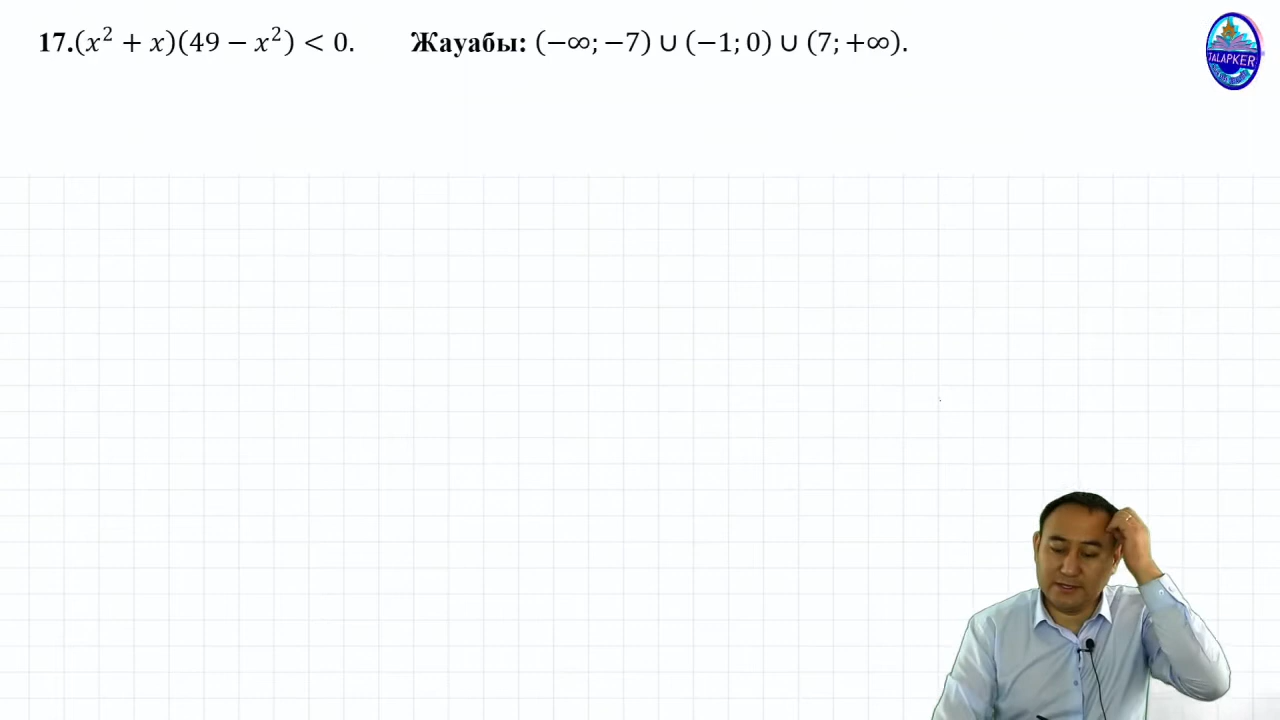 17.(x² + x)(49 − x²) < 0. Жауабы: (−∞; −7) ∪ (−1; 0) ∪ (7; +∞).
TALAPKER